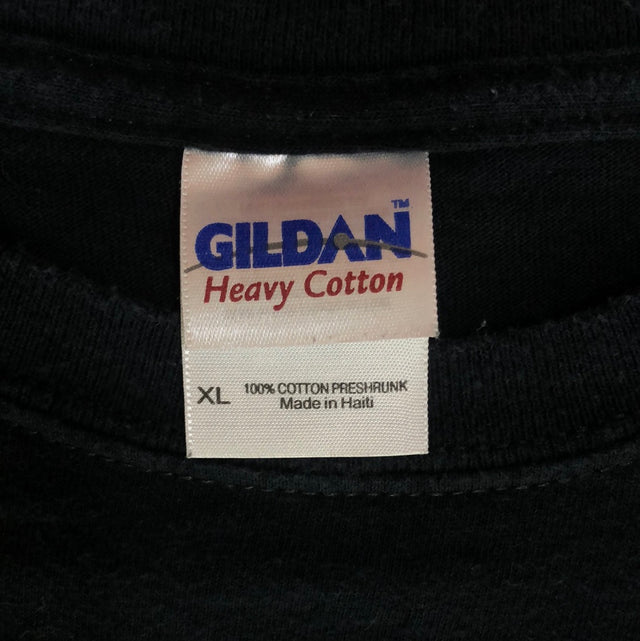 GILDAN™
Heavy Cotton
XL 100% COTTON PRESHRUNK
Made in Haiti